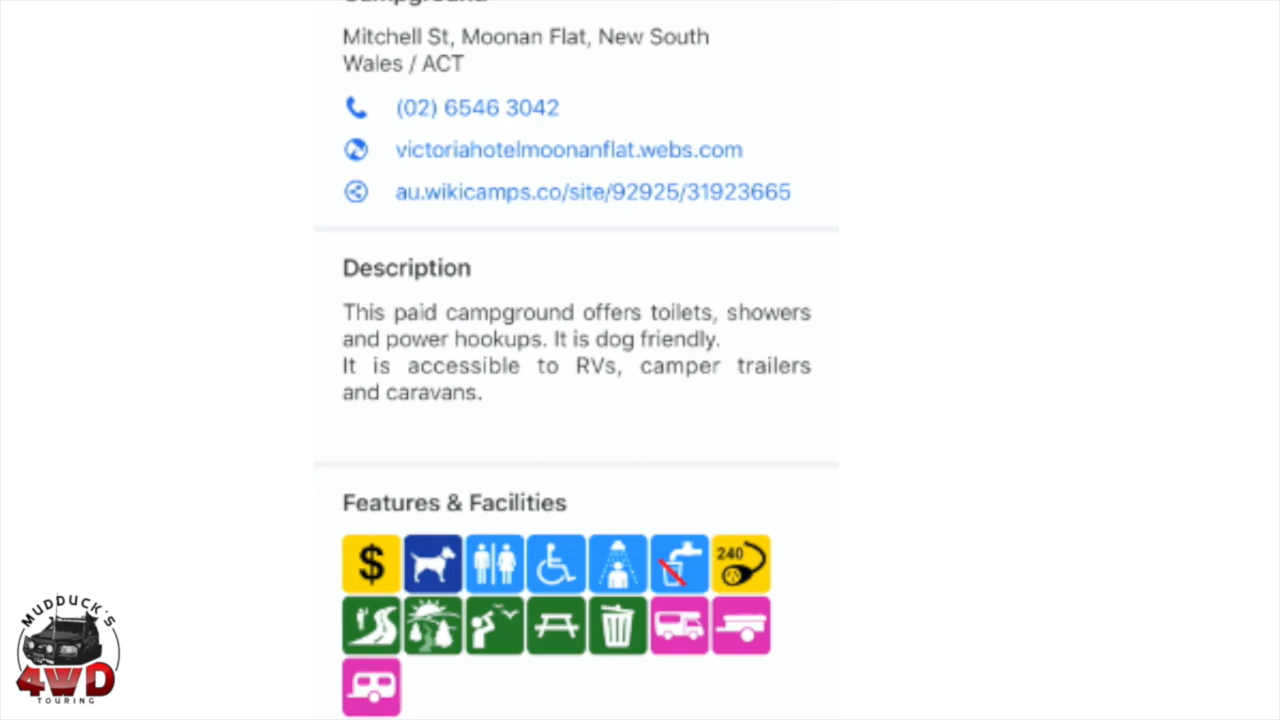 Campground
Mitchell St, Moonan Flat, New South
Wales / ACT
(02) 6546 3042
victoriahotelmoonanflat.webs.com
au.wikicamps.co/site/92925/31923665
Description
This paid campground offers toilets, showers
and power hookups. It is dog friendly.
It is accessible to RVs, camper trailers
and caravans.
Features & Facilities
$
240
MUDDUCK'S
4WD
TOURING